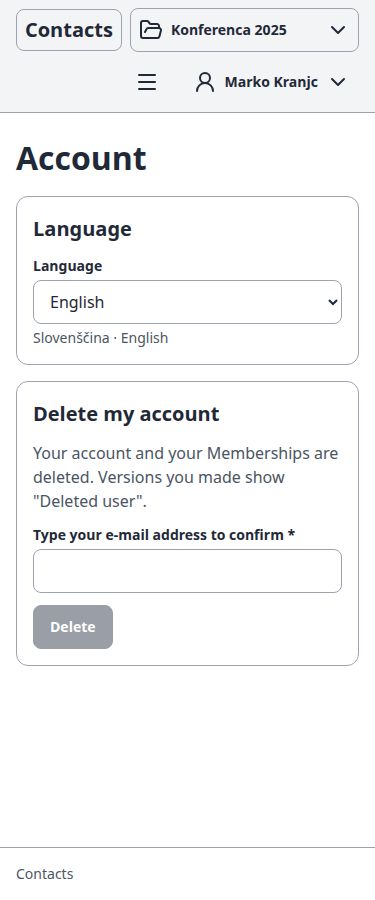 Contacts
Konferenca 2025
Marko Kranjc
Account
Language
Language
English
Slovenščina · English
Delete my account
Your account and your Memberships are
deleted. Versions you made show
"Deleted user".
Type your e-mail address to confirm *
Delete
Contacts